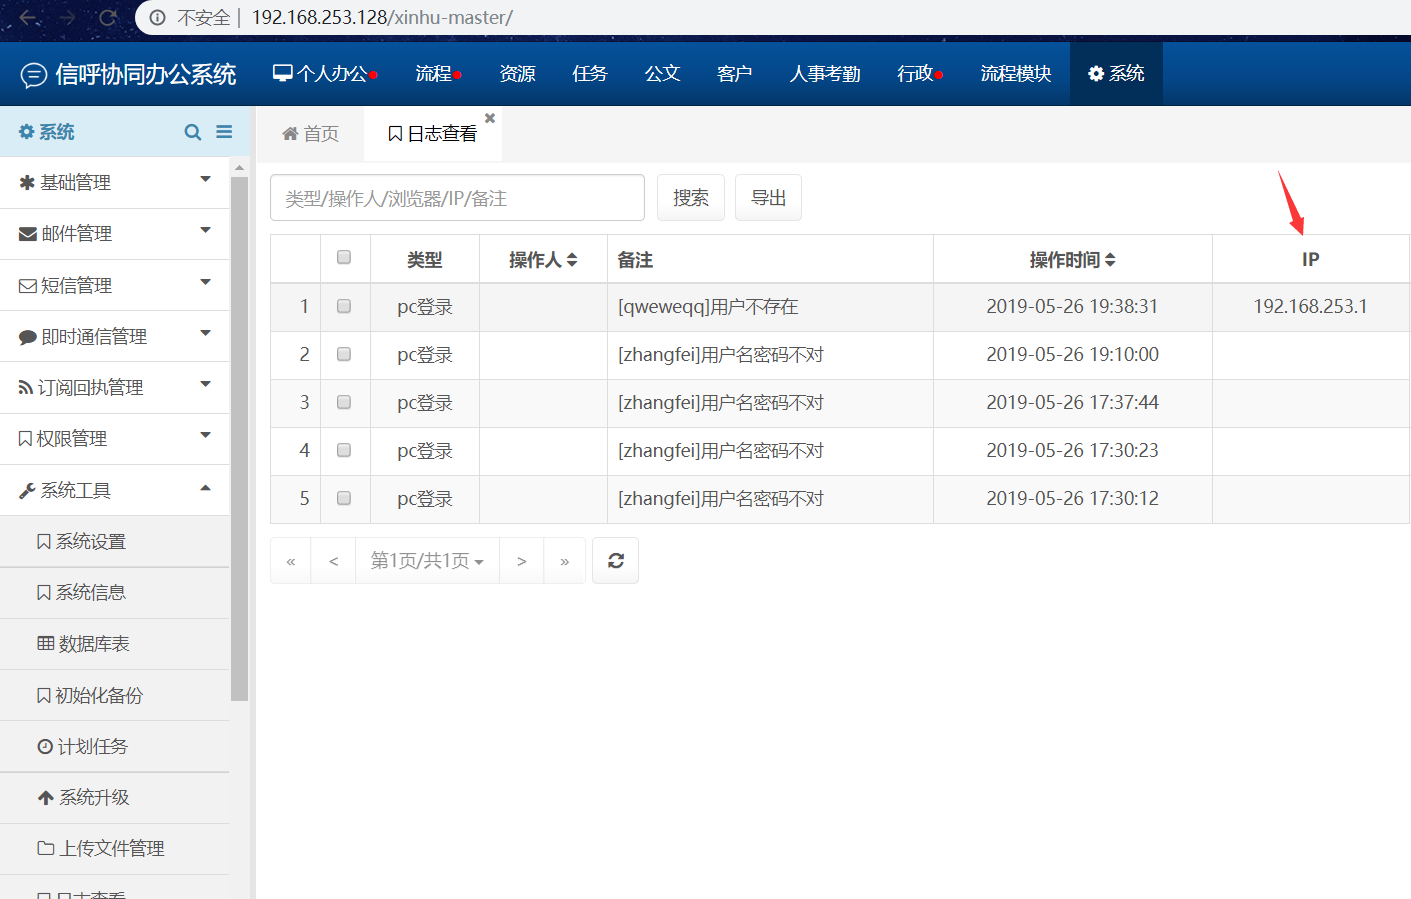 不安全 | 192.168.253.128/xinhu-master/
信呼协同办公系统 个人办公 流程 资源 任务 公文 客户 人事考勤 行政 流程模块 系统
系统
基础管理
邮件管理
短信管理
即时通信管理
订阅回执管理
权限管理
系统工具
系统设置
系统信息
数据库表
初始化备份
计划任务
系统升级
上传文件管理
日志查看
首页 日志查看
类型/操作人/浏览器/IP/备注 搜索 导出
类型 操作人 备注 操作时间 IP
1 pc登录 [qweweqq]用户不存在 2019-05-26 19:38:31 192.168.253.1
2 pc登录 [zhangfei]用户名密码不对 2019-05-26 19:10:00
3 pc登录 [zhangfei]用户名密码不对 2019-05-26 17:37:44
4 pc登录 [zhangfei]用户名密码不对 2019-05-26 17:30:23
5 pc登录 [zhangfei]用户名密码不对 2019-05-26 17:30:12
« < 第1页/共1页 > »